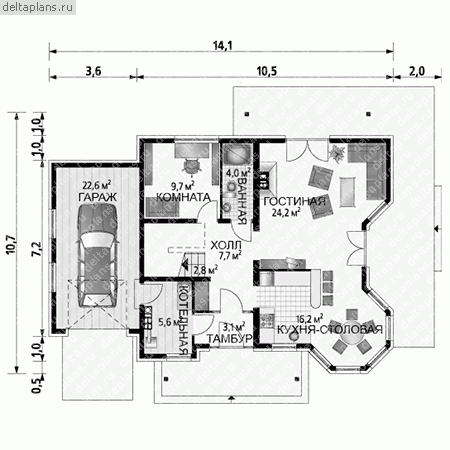 deltaplans.ru
14,1
3,6
10,5
2,0
1,0
1,0
10,7
7,2
1,0
0,5
22,6 м²
ГАРАЖ
9,7 м²
КОМНАТА
4,0 м²
ВАННАЯ
ГОСТИНАЯ
24,2 м²
ХОЛЛ
7,7 м²
2,8 м²
КОТЕЛЬНАЯ
5,6 м²
3,1 м²
ТАМБУР
16,2 м²
КУХНЯ-СТОЛОВАЯ